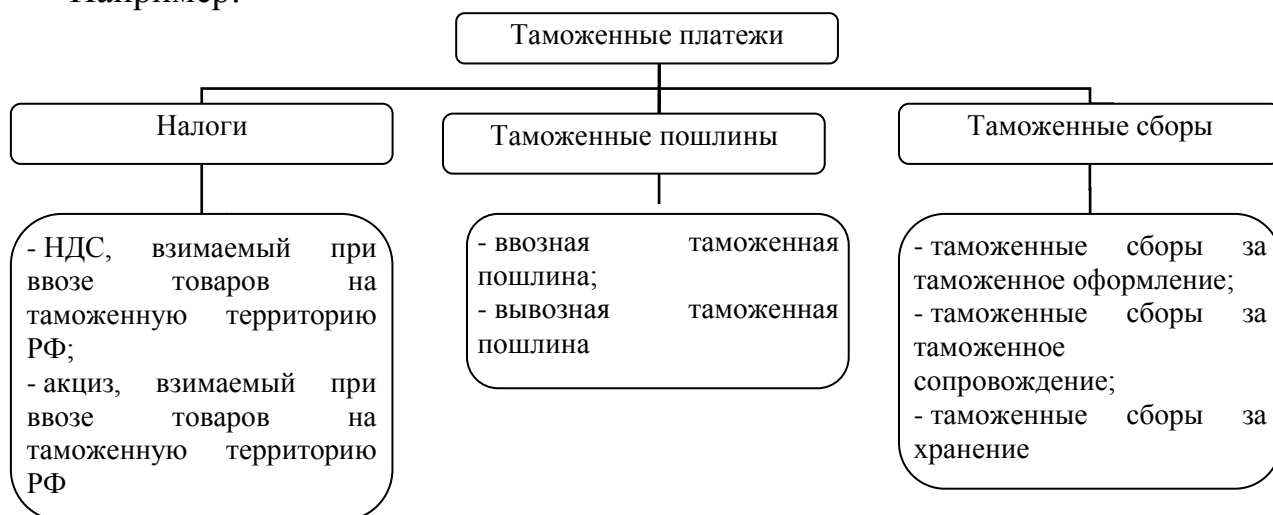 Например:
Таможенные платежи
Налоги
Таможенные пошлины
Таможенные сборы
- НДС, взимаемый при
ввозе товаров на
таможенную территорию
РФ;
- акциз, взимаемый при
ввозе товаров на
таможенную территорию
РФ
- ввозная таможенная
пошлина;
- вывозная таможенная
пошлина
- таможенные сборы за
таможенное оформление;
- таможенные сборы за
таможенное
сопровождение;
- таможенные сборы за
хранение